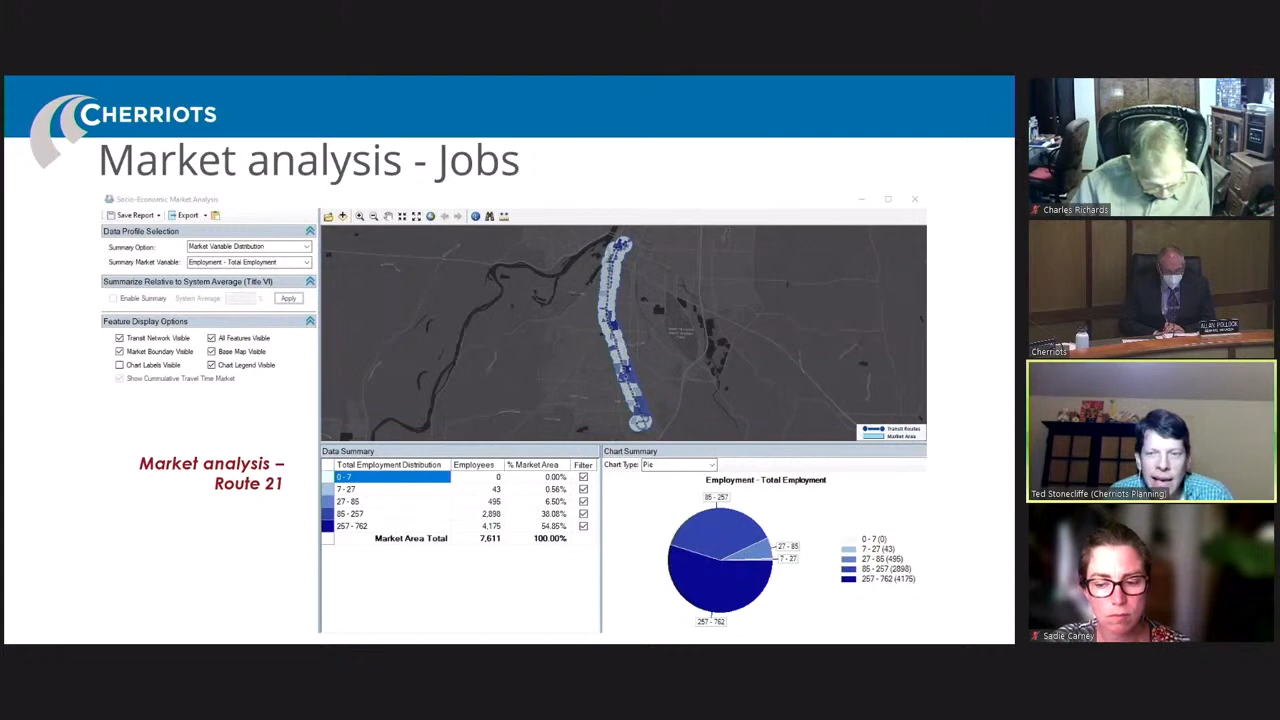 CHERRIOTS
Market analysis - Jobs
Socio-Economic Market Analysis
Save Report
Export
Data Profile Selection
Summary Option: Market Variable Distribution
Summary Market Variable: Employment - Total Employment
Summarize Relative to System Average (Title VI)
Enable Summary System Average: % Apply
Feature Display Options
Transit Network Visible All Features Visible
Market Boundary Visible Base Map Visible
Chart Labels Visible Chart Legend Visible
Show Cummulative Travel Time Market
Market analysis –
Route 21
Transit Routes
Market Area
Data Summary
Total Employment Distribution Employees % Market Area Filter
0 - 7 0 0.00%
7 - 27 43 0.56%
27 - 85 495 6.50%
85 - 257 2,898 38.08%
257 - 762 4,175 54.85%
Market Area Total 7,611 100.00%
Chart Summary
Chart Type: Pie
Employment - Total Employment
85 - 257
27 - 85
7 - 27
257 - 762
0 - 7 (0)
7 - 27 (43)
27 - 85 (495)
85 - 257 (2898)
257 - 762 (4175)
Charles Richards
ALLAN POLLOCK
GENERAL MANAGER
Cherriots
Ted Stonecliffe (Cherriots Planning)
Sadie Carney